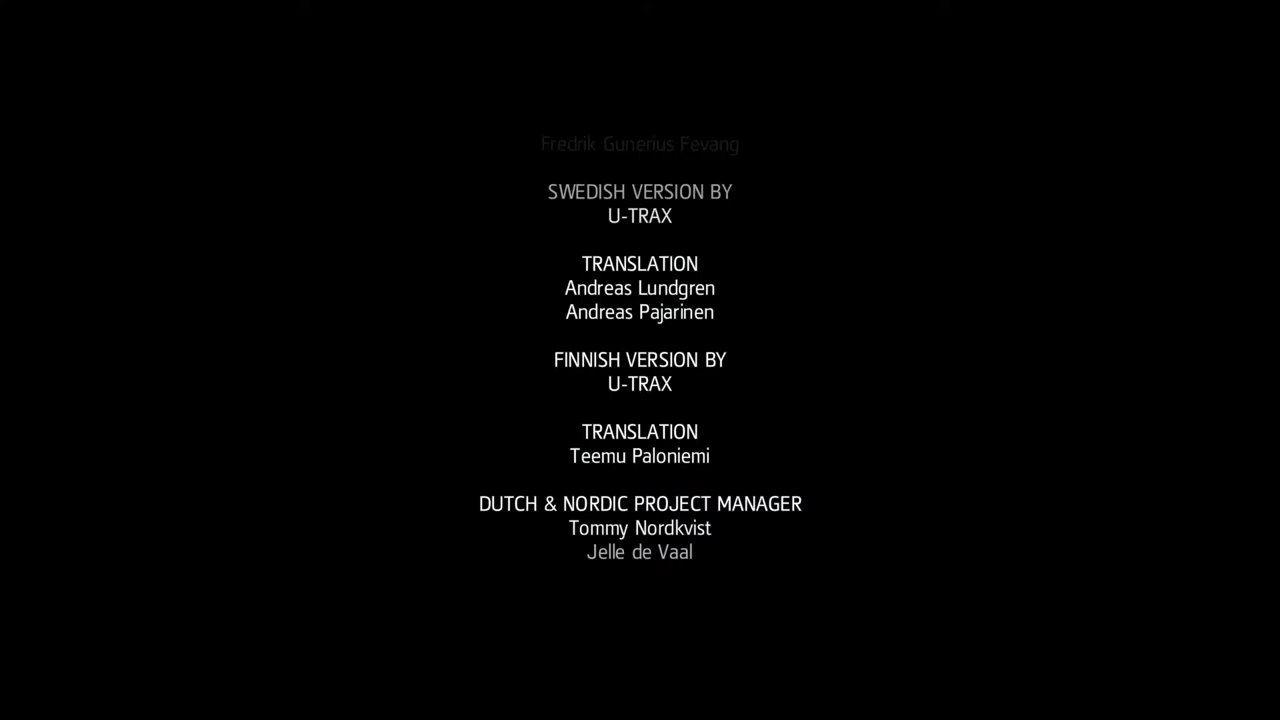 Fredrik Gunerius Fevang
SWEDISH VERSION BY
U-TRAX
TRANSLATION
Andreas Lundgren
Andreas Pajarinen
FINNISH VERSION BY
U-TRAX
TRANSLATION
Teemu Paloniemi
DUTCH & NORDIC PROJECT MANAGER
Tommy Nordkvist
Jelle de Vaal